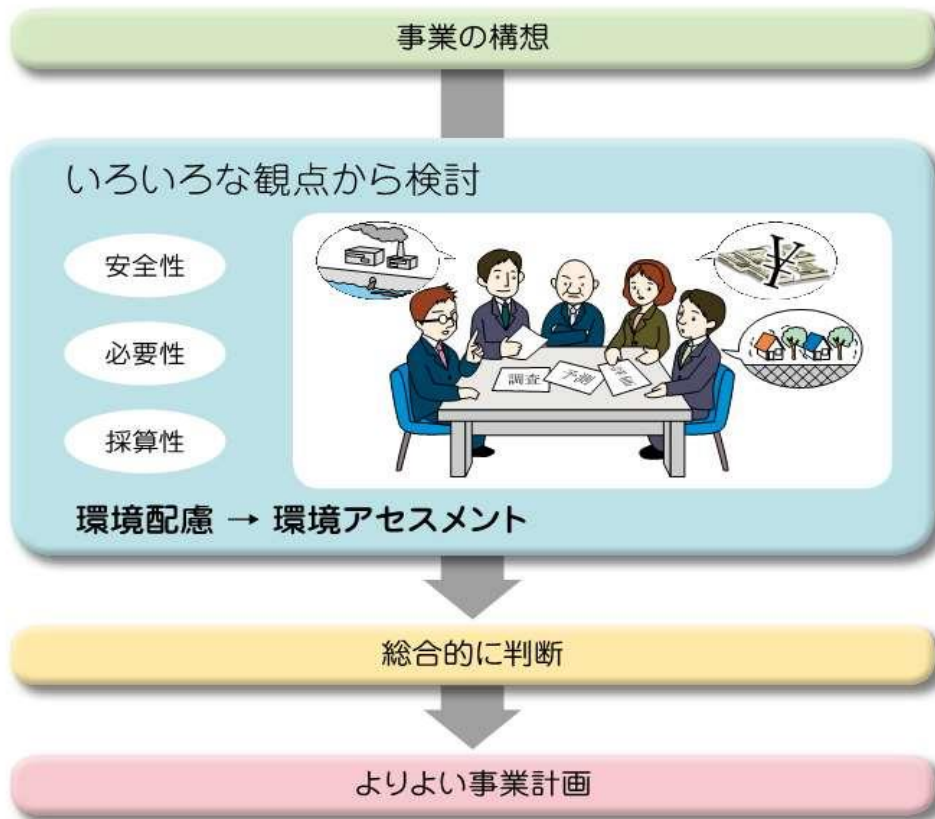 事業の構想
いろいろな観点から検討
安全性
必要性
採算性
¥
調査
予測
評価
環境配慮 → 環境アセスメント
総合的に判断
よりよい事業計画